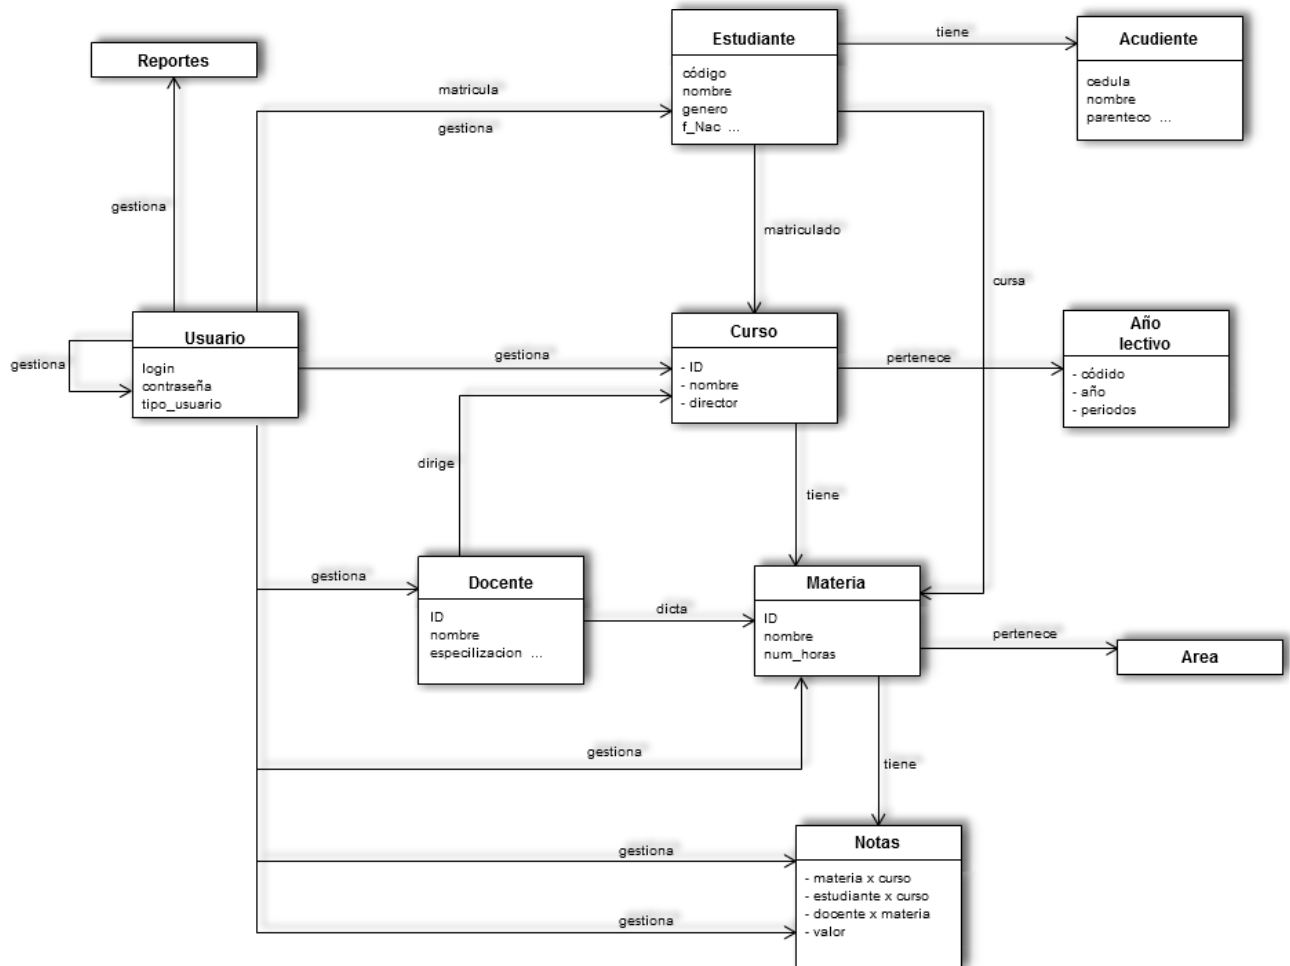 Estudiante
código
nombre
genero
f_Nac ...
tiene
Acudiente
cedula
nombre
parenteco ...
Reportes
matricula
gestiona
gestiona
matriculado
cursa
Usuario
login
contraseña
tipo_usuario
gestiona
gestiona
Curso
- ID
- nombre
- director
pertenece
Año
lectivo
- códido
- año
- periodos
dirige
tiene
gestiona
Docente
ID
nombre
especilizacion ...
dicta
Materia
ID
nombre
num_horas
pertenece
Area
gestiona
tiene
gestiona
gestiona
Notas
- materia x curso
- estudiante x curso
- docente x materia
- valor